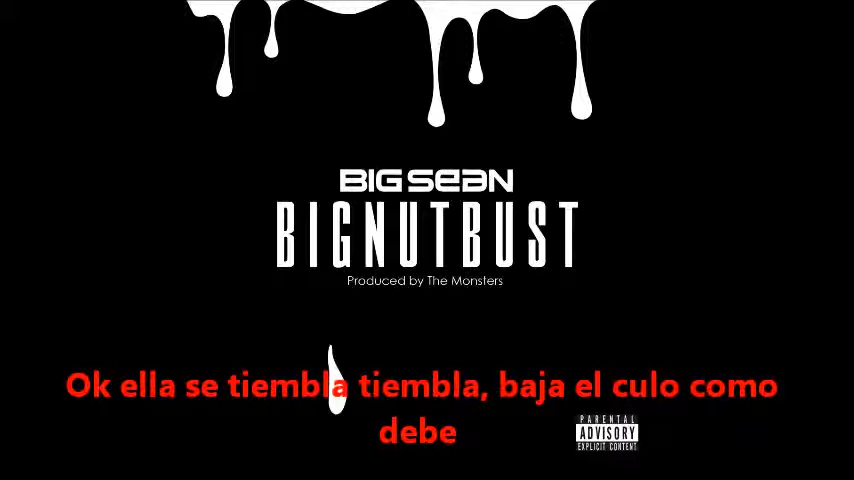 BIG SEAN
BIGNUTBUST
Produced by The Monsters
Ok ella se tiembla tiembla, baja el culo como
debe
PARENTAL
ADVISORY
EXPLICIT CONTENT